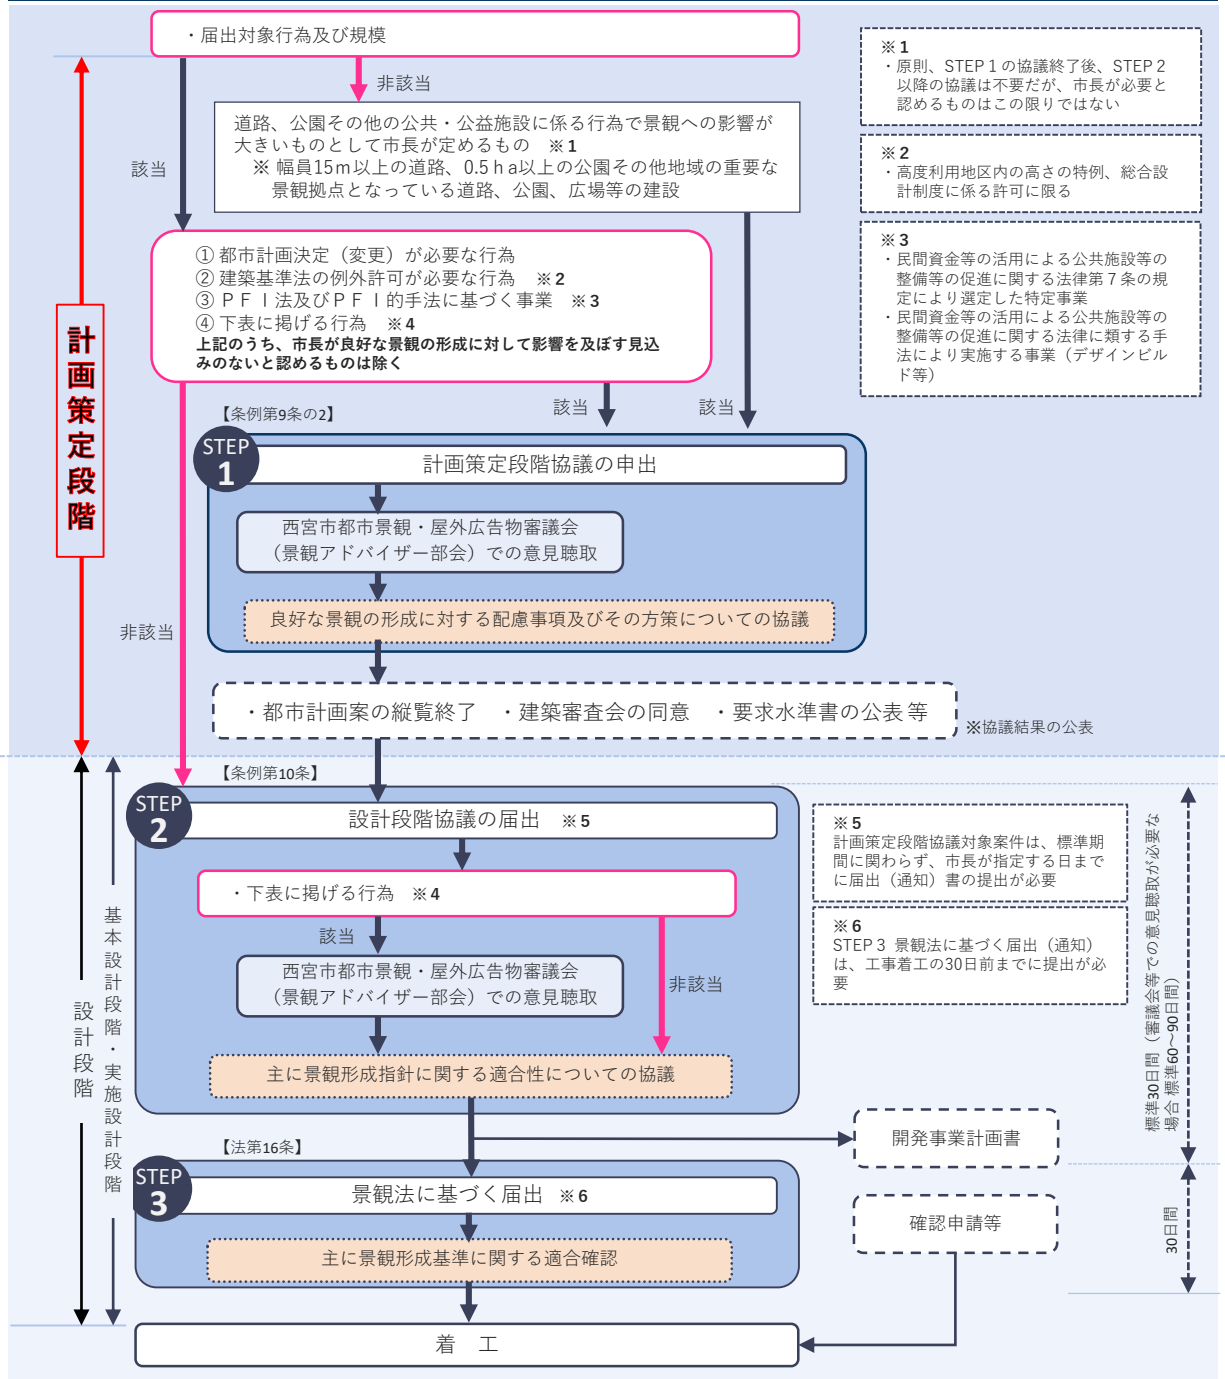 ・届出対象行為及び規模
非該当
該当
道路、公園その他の公共・公益施設に係る行為で景観への影響が
大きいものとして市長が定めるもの ※1
※ 幅員15m以上の道路、0.5ha以上の公園その他地域の重要な
景観拠点となっている道路、公園、広場等の建設
※1
・原則、STEP1の協議終了後、STEP2
以降の協議は不要だが、市長が必要と
認めるものはこの限りではない
※2
・高度利用地区内の高さの特例、総合設
計制度に係る許可に限る
※3
・民間資金等の活用による公共施設等の
整備等の促進に関する法律第7条の規
定により選定した特定事業
・民間資金等の活用による公共施設等の
整備等の促進に関する法律に類する手
法により実施する事業（デザインビル
ド等）
① 都市計画決定（変更）が必要な行為
② 建築基準法の例外許可が必要な行為 ※2
③ PFI法及びPFI的手法に基づく事業 ※3
④ 下表に掲げる行為 ※4
上記のうち、市長が良好な景観の形成に対して影響を及ぼす見込
みのないと認めるものは除く
計画策定段階
該当
該当
【条例第9条の2】
STEP
1
計画策定段階協議の申出
西宮市都市景観・屋外広告物審議会
（景観アドバイザー部会）での意見聴取
良好な景観の形成に対する配慮事項及びその方策についての協議
非該当
・都市計画案の縦覧終了 ・建築審査会の同意 ・要求水準書の公表 等
※協議結果の公表
【条例第10条】
STEP
2
設計段階協議の届出 ※5
・下表に掲げる行為 ※4
該当
西宮市都市景観・屋外広告物審議会
（景観アドバイザー部会）での意見聴取
非該当
主に景観形成指針に関する適合性についての協議
※5
計画策定段階協議対象案件は、標準期
間に関わらず、市長が指定する日まで
に届出（通知）書の提出が必要
※6
STEP3 景観法に基づく届出（通知）
は、工事着工の30日前までに提出が必
要
標準30日間（審議会等での意見聴取が必要な
場合 標準60～90日間）
設計段階
基本設計段階・実施設計段階
開発事業計画書
【法第16条】
STEP
3
景観法に基づく届出 ※6
主に景観形成基準に関する適合確認
確認申請等
30日間
着 工